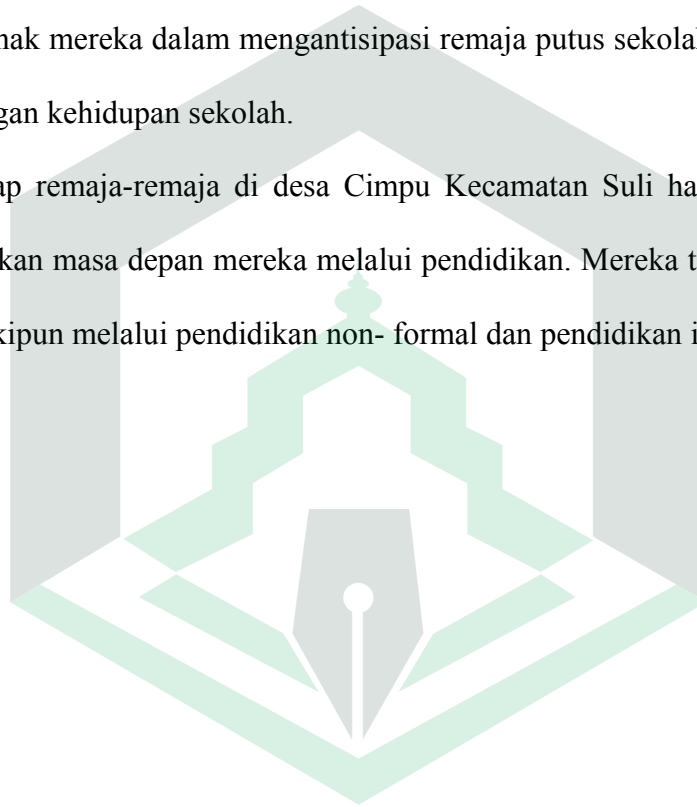 nak mereka dalam mengantisipasi remaja putus sekola
gan kehidupan sekolah.
ap remaja-remaja di desa Cimpu Kecamatan Suli ha
kan masa depan mereka melalui pendidikan. Mereka t
kipun melalui pendidikan non- formal dan pendidikan i